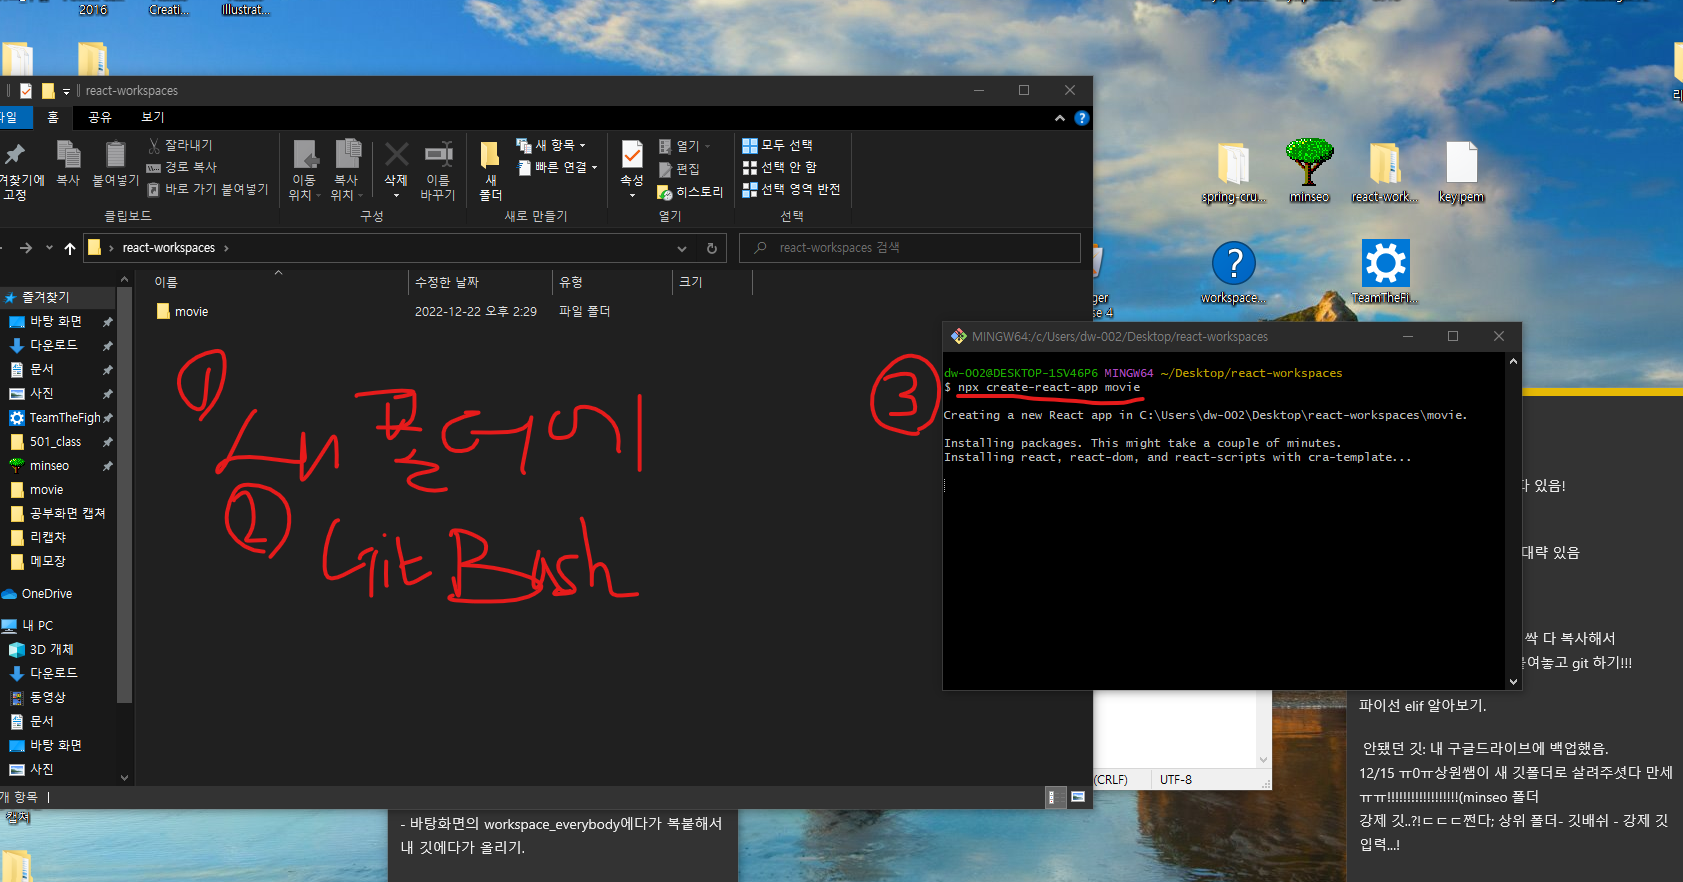 2016
Creati...
Illustrat...
react-workspaces
파일
홈
공유
보기
잘라내기
경로 복사
바로 가기 붙여넣기
복사
붙여넣기
고정
클립보드
이동
위치
복사
위치
삭제
이름
바꾸기
구성
새
폴더
새 항목
빠른 연결
새로 만들기
속성
열기
편집
히스토리
열기
모두 선택
선택 안 함
선택 영역 반전
선택
react-workspaces
react-workspaces 검색
이름
수정한 날짜
유형
크기
movie
2022-12-22 오후 2:29
파일 폴더
즐겨찾기
바탕 화면
다운로드
문서
사진
TeamTheFigh
501_class
minseo
movie
공부화면 캡쳐
리캡챠
메모장
OneDrive
내 PC
3D 개체
다운로드
동영상
문서
바탕 화면
사진
개 항목
캡쳐
① 새 폴더에
② Git Bash
③
spring-cru...
minseo
react-work...
key.pem
workspace...
TeamTheFi...
MINGW64:/c/Users/dw-002/Desktop/react-workspaces
dw-002@DESKTOP-1SV46P6 MINGW64 ~/Desktop/react-workspaces
$ npx create-react-app movie
Creating a new React app in C:\Users\dw-002\Desktop\react-workspaces\movie.
Installing packages. This might take a couple of minutes.
Installing react, react-dom, and react-scripts with cra-template...
있음!
대략 있음
싹 다 복사해서
git 하기!!!
파이선 elif 알아보기.
안됐던 깃: 내 구글드라이브에 백업했음.
12/15 ㅠ0ㅠ상원쌤이 새 깃폴더로 살려주셧다 만세
ㅠㅠ!!!!!!!!!!!!!!!!!!(minseo 폴더
강제 깃..?!ㄷㄷㄷ쩐다; 상위 폴더- 깃배쉬 - 강제 깃
입력...!
(CRLF)
UTF-8
- 바탕화면의 workspace_everybody에다가 복붙해서
내 깃에다가 올리기.